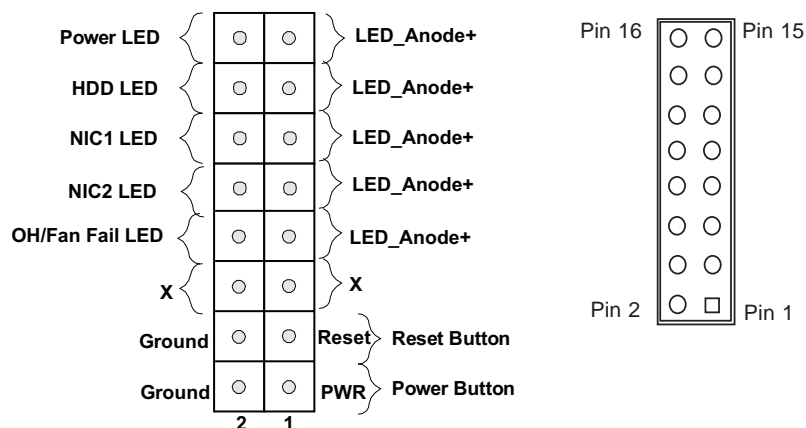 Power LED LED_Anode+
HDD LED LED_Anode+
NIC1 LED LED_Anode+
NIC2 LED LED_Anode+
OH/Fan Fail LED LED_Anode+
X X
Ground Reset Reset Button
Ground PWR Power Button
2 1
Pin 16 Pin 15
Pin 2 Pin 1